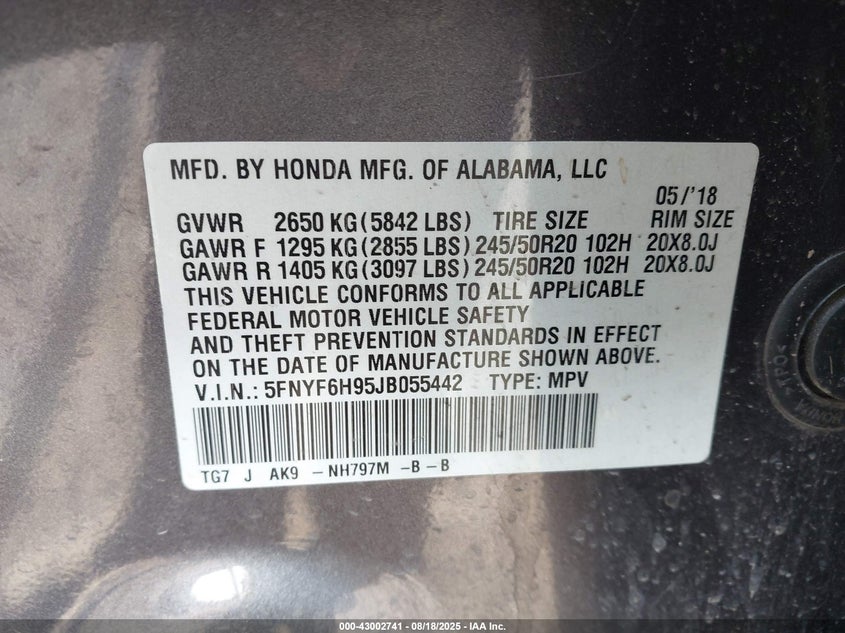 MFD. BY HONDA MFG. OF ALABAMA, LLC
05/'18
GVWR 2650 KG(5842 LBS) TIRE SIZE RIM SIZE
GAWR F 1295 KG(2855 LBS) 245/50R20 102H 20X8.0J
GAWR R 1405 KG(3097 LBS) 245/50R20 102H 20X8.0J
THIS VEHICLE CONFORMS TO ALL APPLICABLE
FEDERAL MOTOR VEHICLE SAFETY
AND THEFT PREVENTION STANDARDS IN EFFECT
ON THE DATE OF MANUFACTURE SHOWN ABOVE.
V.I.N.: 5FNYF6H95JB055442 TYPE: MPV
TG7 J AK9 -NH797M -B-B
000-43002741 - 08/18/2025 - IAA Inc.